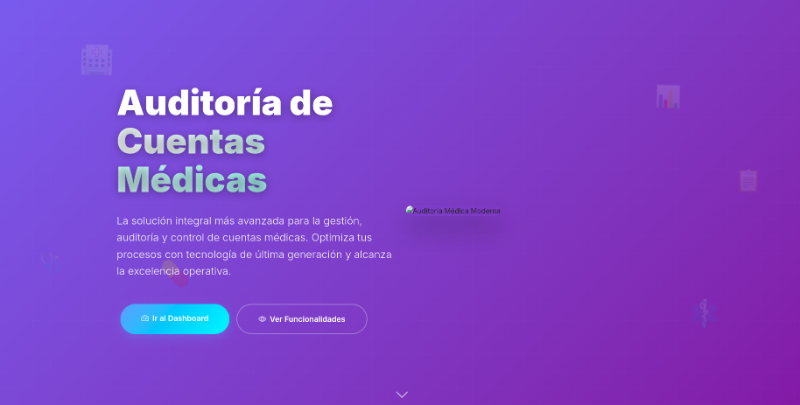 Auditoría de
Cuentas
Médicas
La solución integral más avanzada para la gestión,
auditoría y control de cuentas médicas. Optimiza tus
procesos con tecnología de última generación y alcanza
la excelencia operativa.
Auditoría Médica Moderna
Ir al Dashboard
Ver Funcionalidades